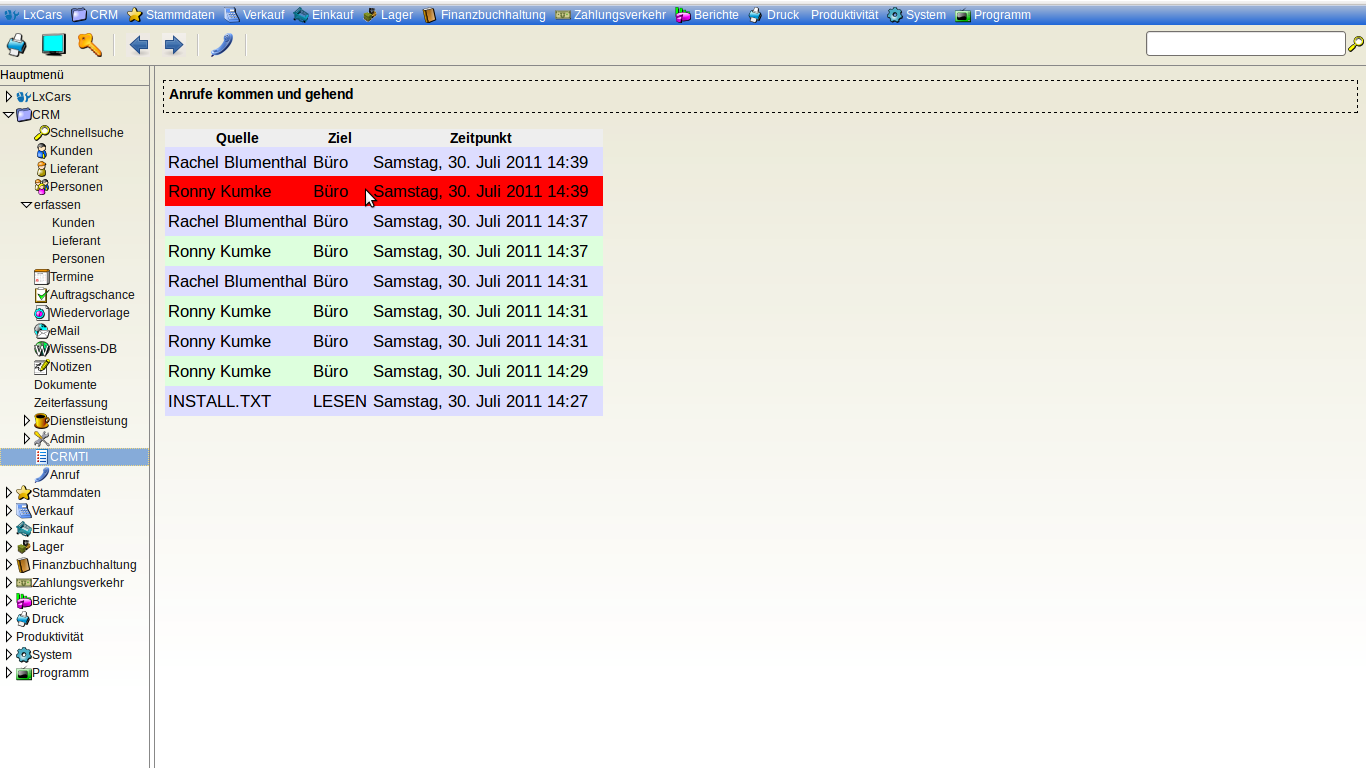 LxCars CRM Stammdaten Verkauf Einkauf Lager Finanzbuchhaltung Zahlungsverkehr Berichte Druck Produktivität System Programm
Hauptmenü
LxCars
CRM
Schnellsuche
Kunden
Lieferant
Personen
erfassen
Kunden
Lieferant
Personen
Termine
Auftragschance
Wiedervorlage
eMail
Wissens-DB
Notizen
Dokumente
Zeiterfassung
Dienstleistung
Admin
CRMTI
Anruf
Stammdaten
Verkauf
Einkauf
Lager
Finanzbuchhaltung
Zahlungsverkehr
Berichte
Druck
Produktivität
System
Programm
Anrufe kommen und gehend
Quelle Ziel Zeitpunkt
Rachel Blumenthal Büro Samstag, 30. Juli 2011 14:39
Ronny Kumke Büro Samstag, 30. Juli 2011 14:39
Rachel Blumenthal Büro Samstag, 30. Juli 2011 14:37
Ronny Kumke Büro Samstag, 30. Juli 2011 14:37
Rachel Blumenthal Büro Samstag, 30. Juli 2011 14:31
Ronny Kumke Büro Samstag, 30. Juli 2011 14:31
Ronny Kumke Büro Samstag, 30. Juli 2011 14:31
Ronny Kumke Büro Samstag, 30. Juli 2011 14:29
INSTALL.TXT LESEN Samstag, 30. Juli 2011 14:27